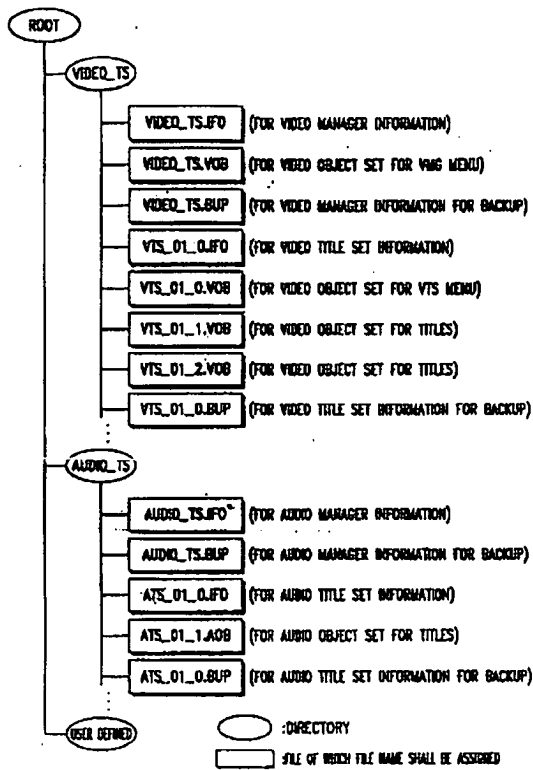 ROOT
VIDEO_TS
VIDEO_TS.IFO (FOR VIDEO MANAGER INFORMATION)
VIDEO_TS.VOB (FOR VIDEO OBJECT SET FOR VMG MENU)
VIDEO_TS.BUP (FOR VIDEO MANAGER INFORMATION FOR BACKUP)
VTS_01_0.IFO (FOR VIDEO TITLE SET INFORMATION)
VTS_01_0.VOB (FOR VIDEO OBJECT SET FOR VTS MENU)
VTS_01_1.VOB (FOR VIDEO OBJECT SET FOR TITLES)
VTS_01_2.VOB (FOR VIDEO OBJECT SET FOR TITLES)
VTS_01_0.BUP (FOR VIDEO TITLE SET INFORMATION FOR BACKUP)
AUDIO_TS
AUDIO_TS.IFO (FOR AUDIO MANAGER INFORMATION)
AUDIO_TS.BUP (FOR AUDIO MANAGER INFORMATION FOR BACKUP)
ATS_01_0.IFO (FOR AUDIO TITLE SET INFORMATION)
ATS_01_1.AOB (FOR AUDIO OBJECT SET FOR TITLES)
ATS_01_0.BUP (FOR AUDIO TITLE SET INFORMATION FOR BACKUP)
USER DEFINED
:DIRECTORY
:FILE OF WHICH FILE NAME SHALL BE ASSIGNED